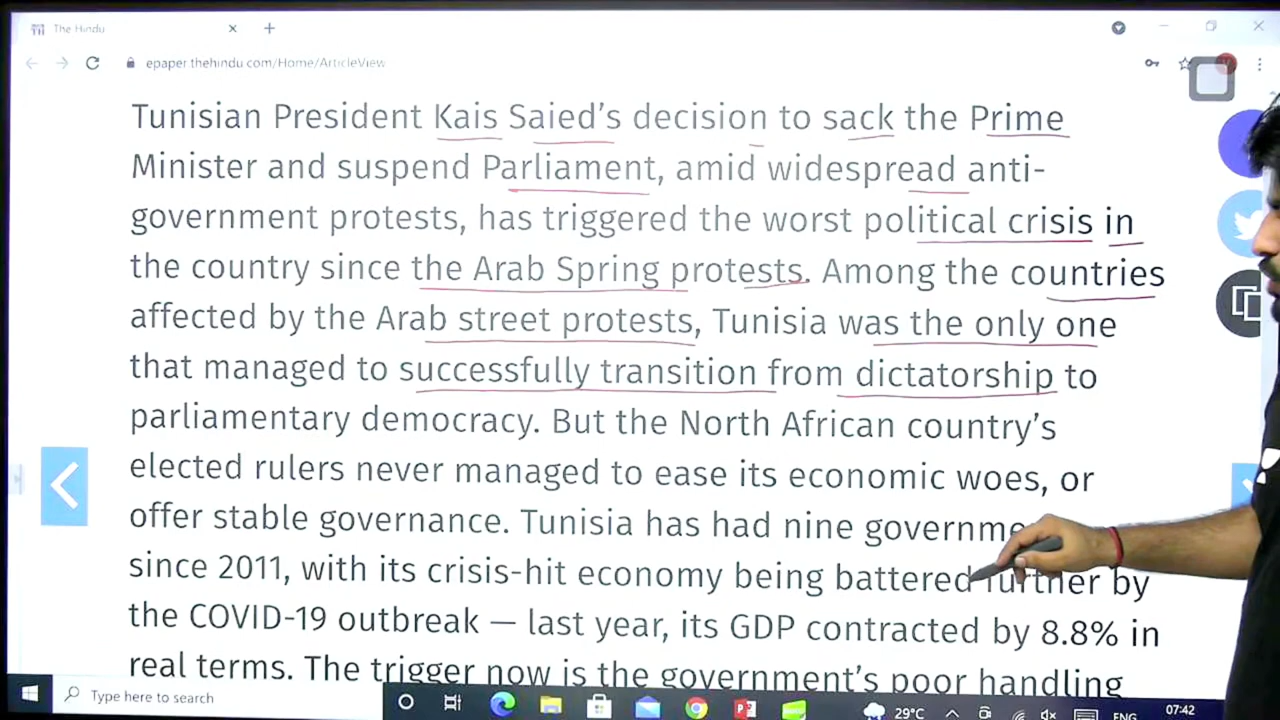 The Hindu
epaper.thehindu.com/Home/ArticleView
Tunisian President Kais Saied's decision to sack the Prime
Minister and suspend Parliament, amid widespread anti-
government protests, has triggered the worst political crisis in
the country since the Arab Spring protests. Among the countries
affected by the Arab street protests, Tunisia was the only one
that managed to successfully transition from dictatorship to
parliamentary democracy. But the North African country's
elected rulers never managed to ease its economic woes, or
offer stable governance. Tunisia has had nine
since 2011, with its crisis-hit economy being battered further by
the COVID-19 outbreak — last year, its GDP contracted by 8.8% in
real terms. The trigger now is the government's poor handling
Type here to search
29°C
ENG
07:42